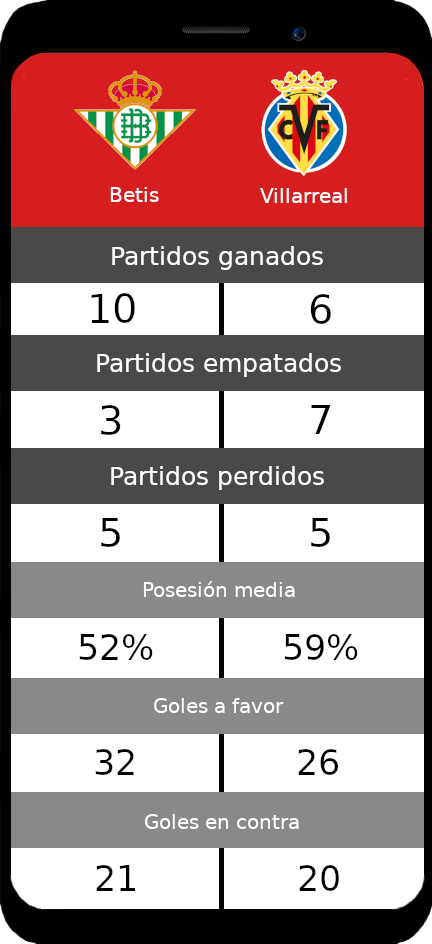 Betis Villarreal
Partidos ganados
10 6
Partidos empatados
3 7
Partidos perdidos
5 5
Posesión media
52% 59%
Goles a favor
32 26
Goles en contra
21 20